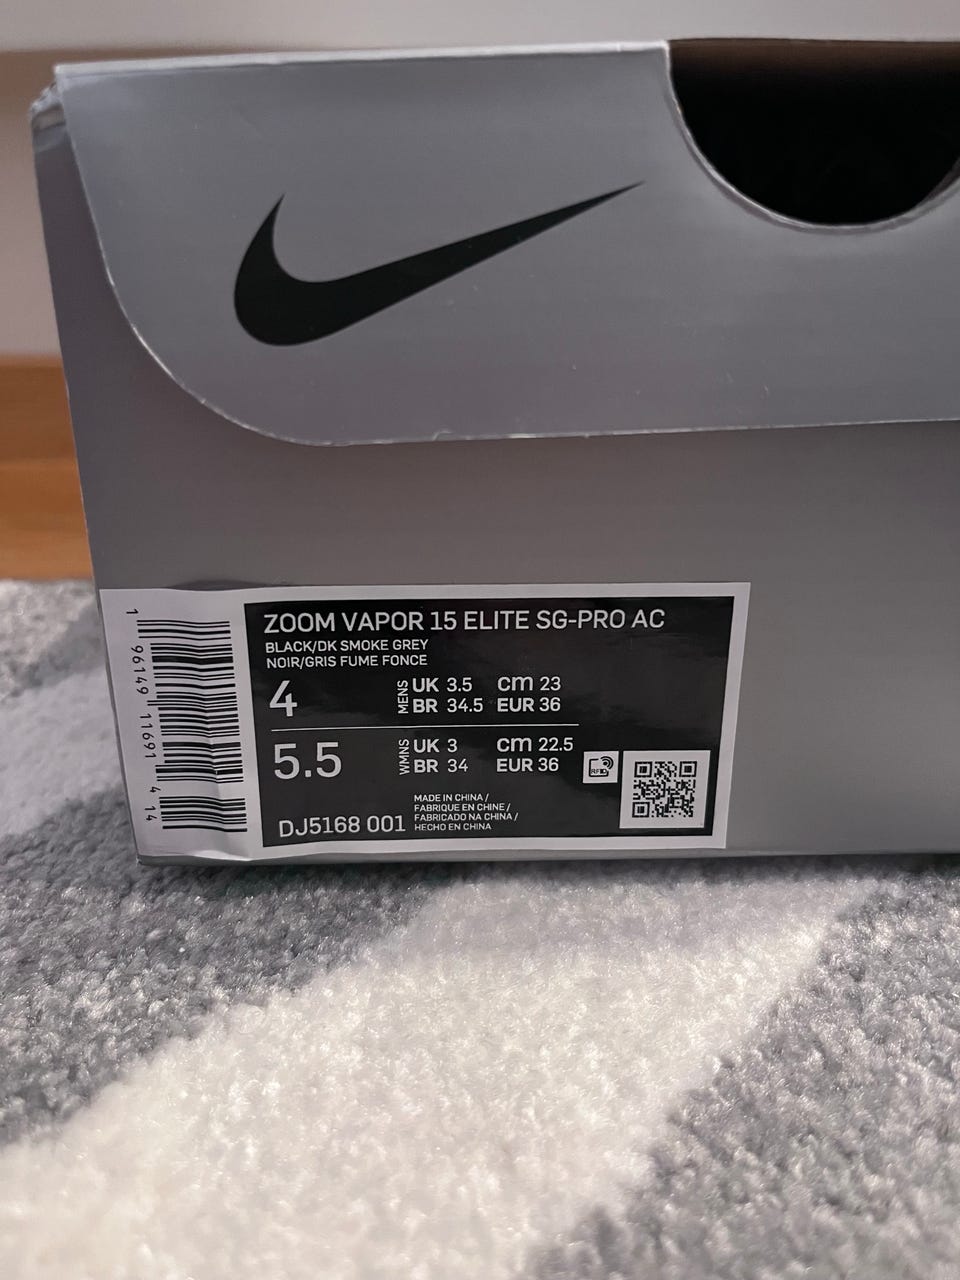 ZOOM VAPOR 15 ELITE SG-PRO AC
BLACK/DK SMOKE GREY
NOIR/GRIS FUME FONCE
4 MENS UK 3.5 cm 23
BR 34.5 EUR 36
5.5 WMNS UK 3 cm 22.5
BR 34 EUR 36
RFID
MADE IN CHINA /
FABRIQUE EN CHINE /
FABRICADO NA CHINA /
HECHO EN CHINA
DJ5168 001
1 96149 11691 4 14